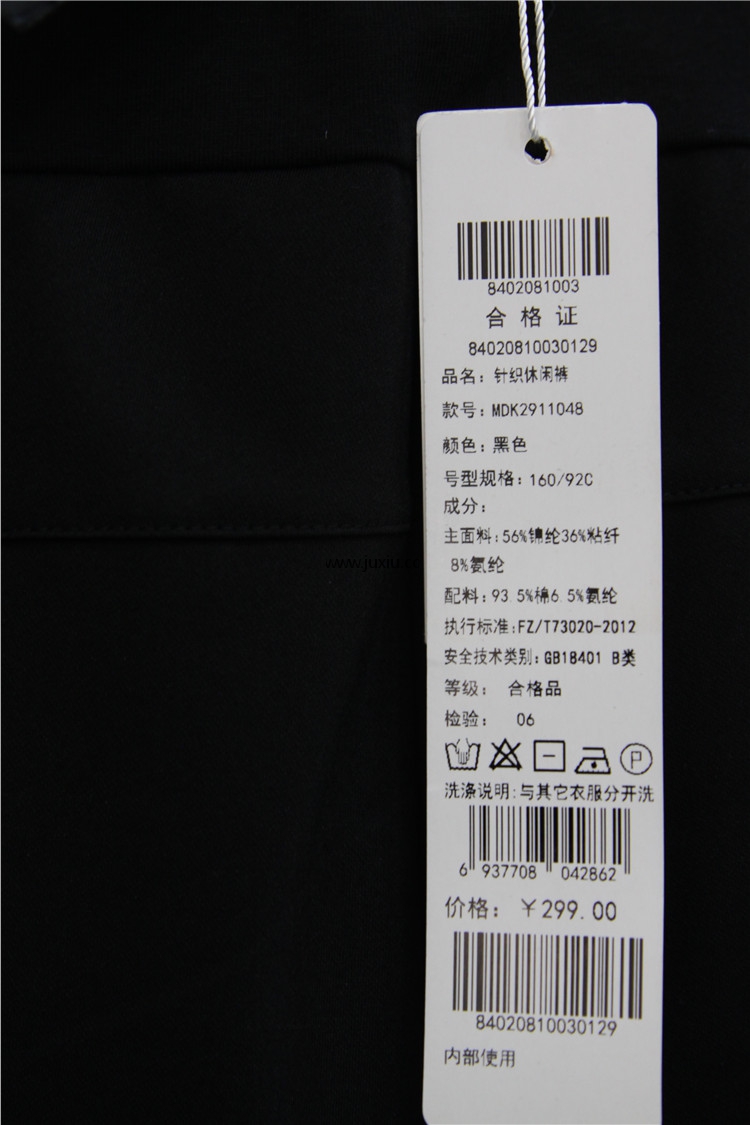 8402081003
合格证
84020810030129
品名：针织休闲裤
款号：MDK2911048
颜色：黑色
号型规格：160/92C
成分：
主面料：56%锦纶36%粘纤
8%氨纶
配料：93.5%棉6.5%氨纶
执行标准：FZ/T73020-2012
安全技术类别：GB18401 B类
等级： 合格品
检验： 06
P
洗涤说明：与其它衣服分开洗
6 937708 042862
价格：￥299.00
84020810030129
内部使用